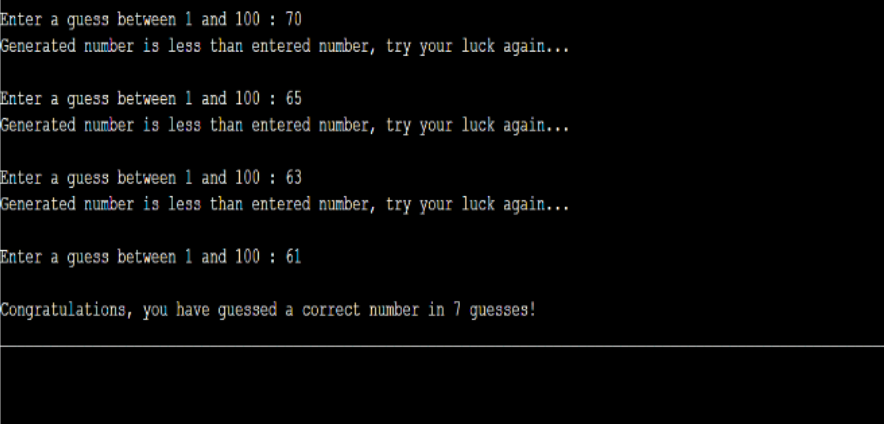 Enter a guess between 1 and 100 : 70
Generated number is less than entered number, try your luck again...
Enter a guess between 1 and 100 : 65
Generated number is less than entered number, try your luck again...
Enter a guess between 1 and 100 : 63
Generated number is less than entered number, try your luck again...
Enter a guess between 1 and 100 : 61
Congratulations, you have guessed a correct number in 7 guesses!